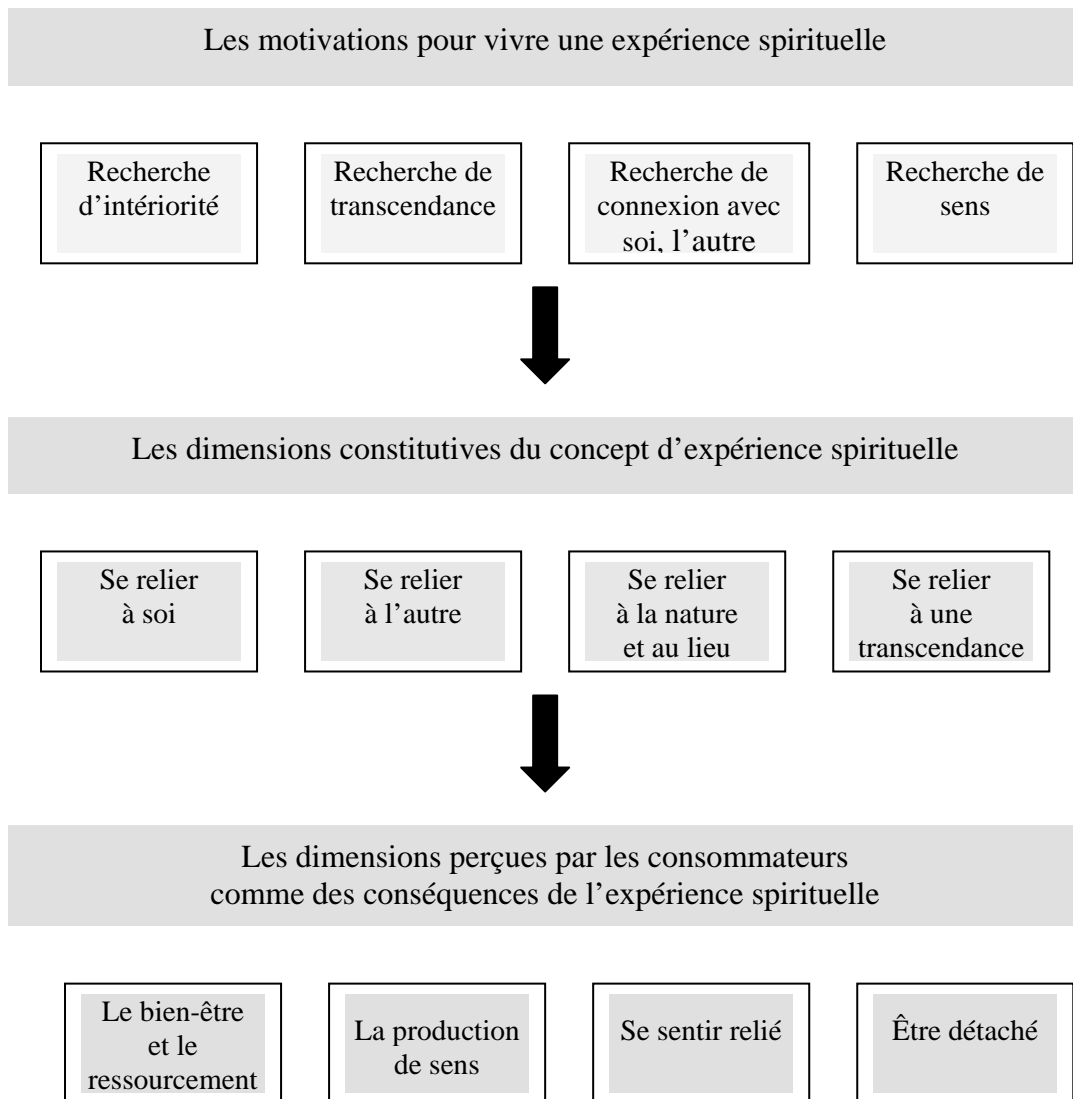 Les motivations pour vivre une expérience spirituelle
Recherche
d’intériorité
Recherche de
transcendance
Recherche de
connexion avec
soi, l’autre
Recherche de
sens
Les dimensions constitutives du concept d’expérience spirituelle
Se relier
à soi
Se relier
à l’autre
Se relier
à la nature
et au lieu
Se relier
à une
transcendance
Les dimensions perçues par les consommateurs
comme des conséquences de l’expérience spirituelle
Le bien-être
et le
ressourcement
La production
de sens
Se sentir relié
Être détaché